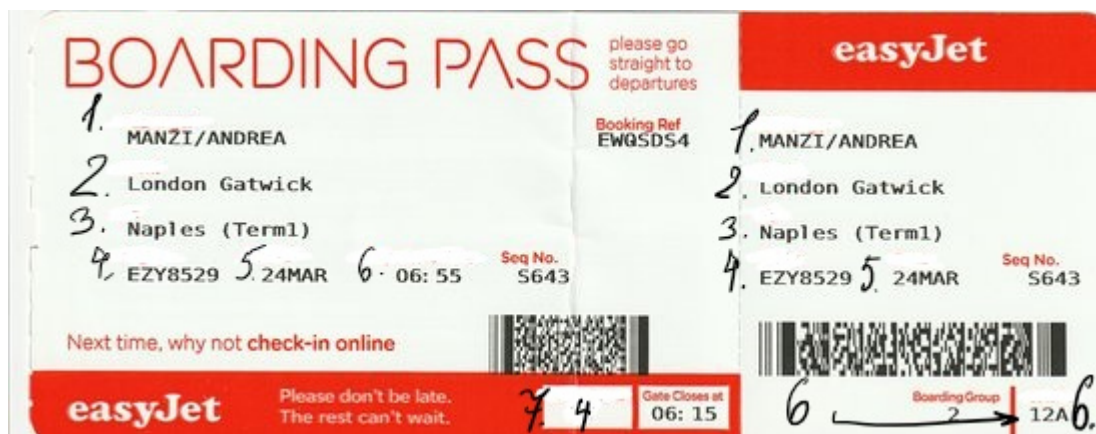 BOARDING PASS
please go
straight to
departures
easyJet
1. MANZI/ANDREA
Booking Ref
EWQSDS4
1. MANZI/ANDREA
2. London Gatwick
2. London Gatwick
3. Naples (Term1)
3. Naples (Term1)
4. EZY8529 5. 24MAR 6. 06:55
Seq No.
S643
4. EZY8529 5. 24MAR
Seq No.
S643
Next time, why not check-in online
easyJet
Please don't be late.
The rest can't wait.
7. 4
Gate Closes at
06:15
6
Boarding Group
2
12A 6.